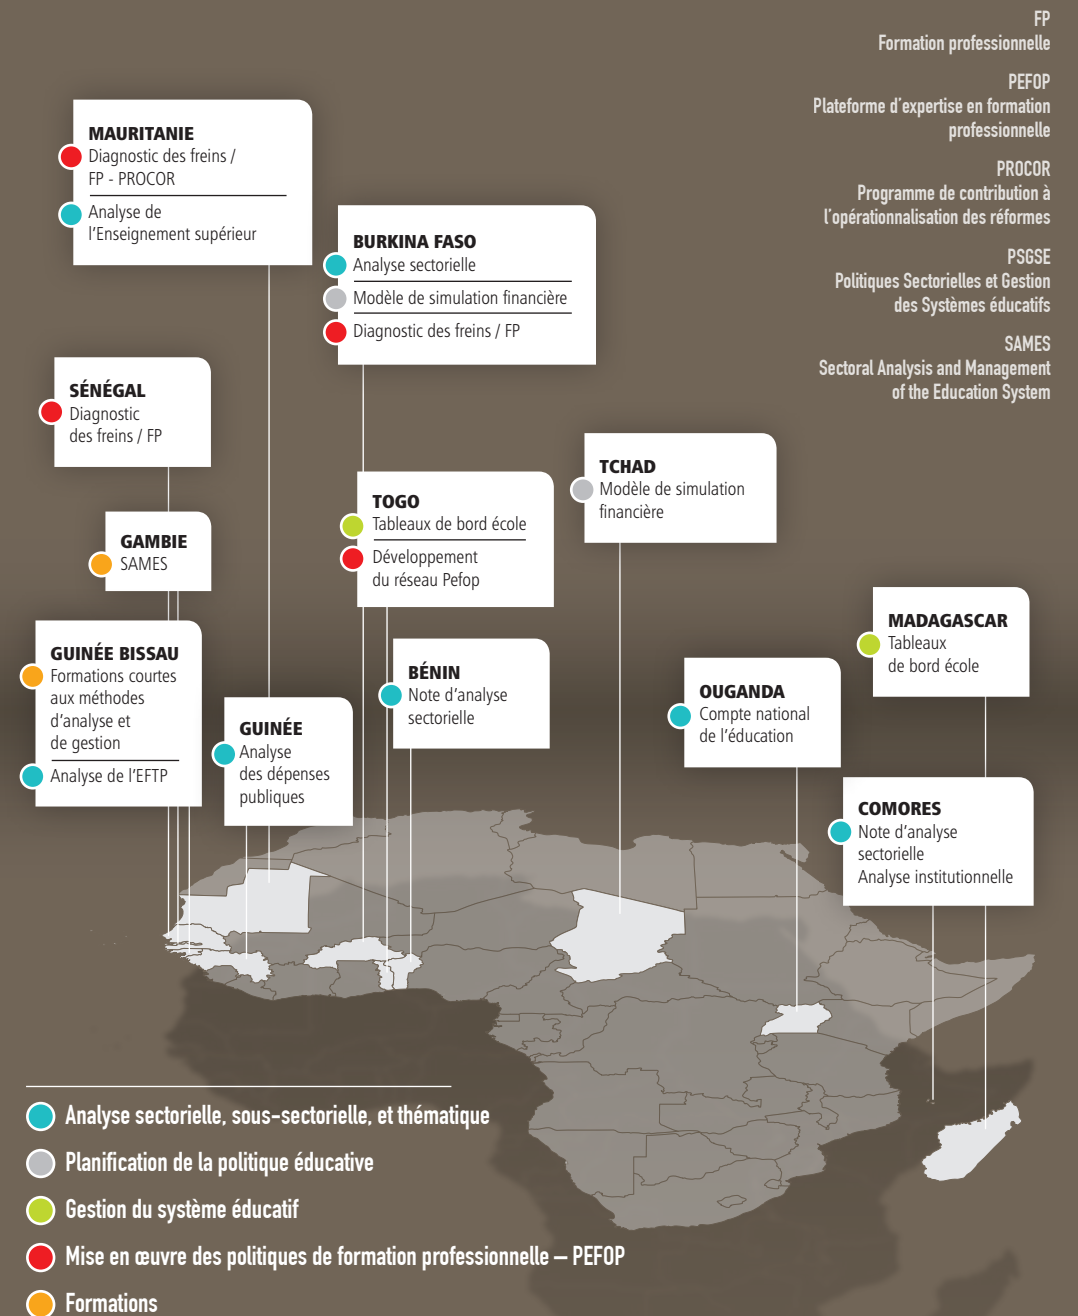 FP
Formation professionnelle
PEFOP
Plateforme d'expertise en formation
professionnelle
PROCOR
Programme de contribution à
l'opérationnalisation des réformes
PSGSE
Politiques Sectorielles et Gestion
des Systèmes éducatifs
SAMES
Sectoral Analysis and Management
of the Education System
MAURITANIE
Diagnostic des freins /
FP - PROCOR
Analyse de
l'Enseignement supérieur
BURKINA FASO
Analyse sectorielle
Modèle de simulation financière
Diagnostic des freins / FP
SÉNÉGAL
Diagnostic
des freins / FP
TCHAD
Modèle de simulation
financière
TOGO
Tableaux de bord école
Développement
du réseau Pefop
GAMBIE
SAMES
MADAGASCAR
Tableaux
de bord école
GUINÉE BISSAU
Formations courtes
aux méthodes
d'analyse et
de gestion
Analyse de l'EFTP
BÉNIN
Note d'analyse
sectorielle
OUGANDA
Compte national
de l'éducation
GUINÉE
Analyse
des dépenses
publiques
COMORES
Note d'analyse
sectorielle
Analyse institutionnelle
Analyse sectorielle, sous-sectorielle, et thématique
Planification de la politique éducative
Gestion du système éducatif
Mise en œuvre des politiques de formation professionnelle – PEFOP
Formations